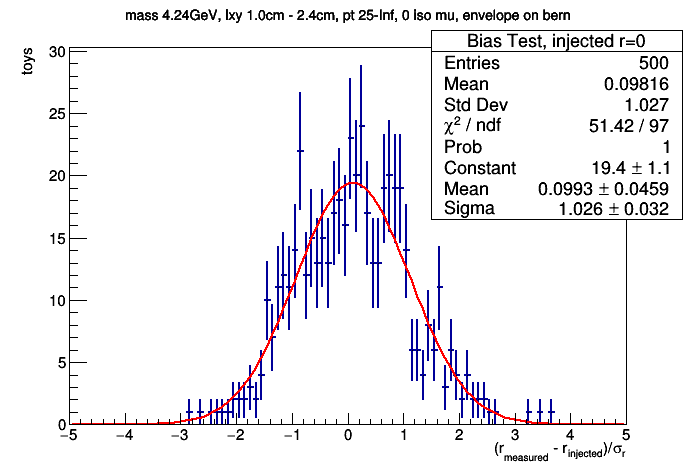 mass 4.24GeV, lxy 1.0cm - 2.4cm, pt 25-Inf, 0 Iso mu, envelope on bern
toys
30
25
20
15
10
5
0
Bias Test, injected r=0
Entries 500
Mean 0.09816
Std Dev 1.027
χ² / ndf 51.42 / 97
Prob 1
Constant 19.4 ± 1.1
Mean 0.0993 ± 0.0459
Sigma 1.026 ± 0.032
−5 −4 −3 −2 −1 0 1 2 3 4 5
(r_measured - r_injected)/σ_r